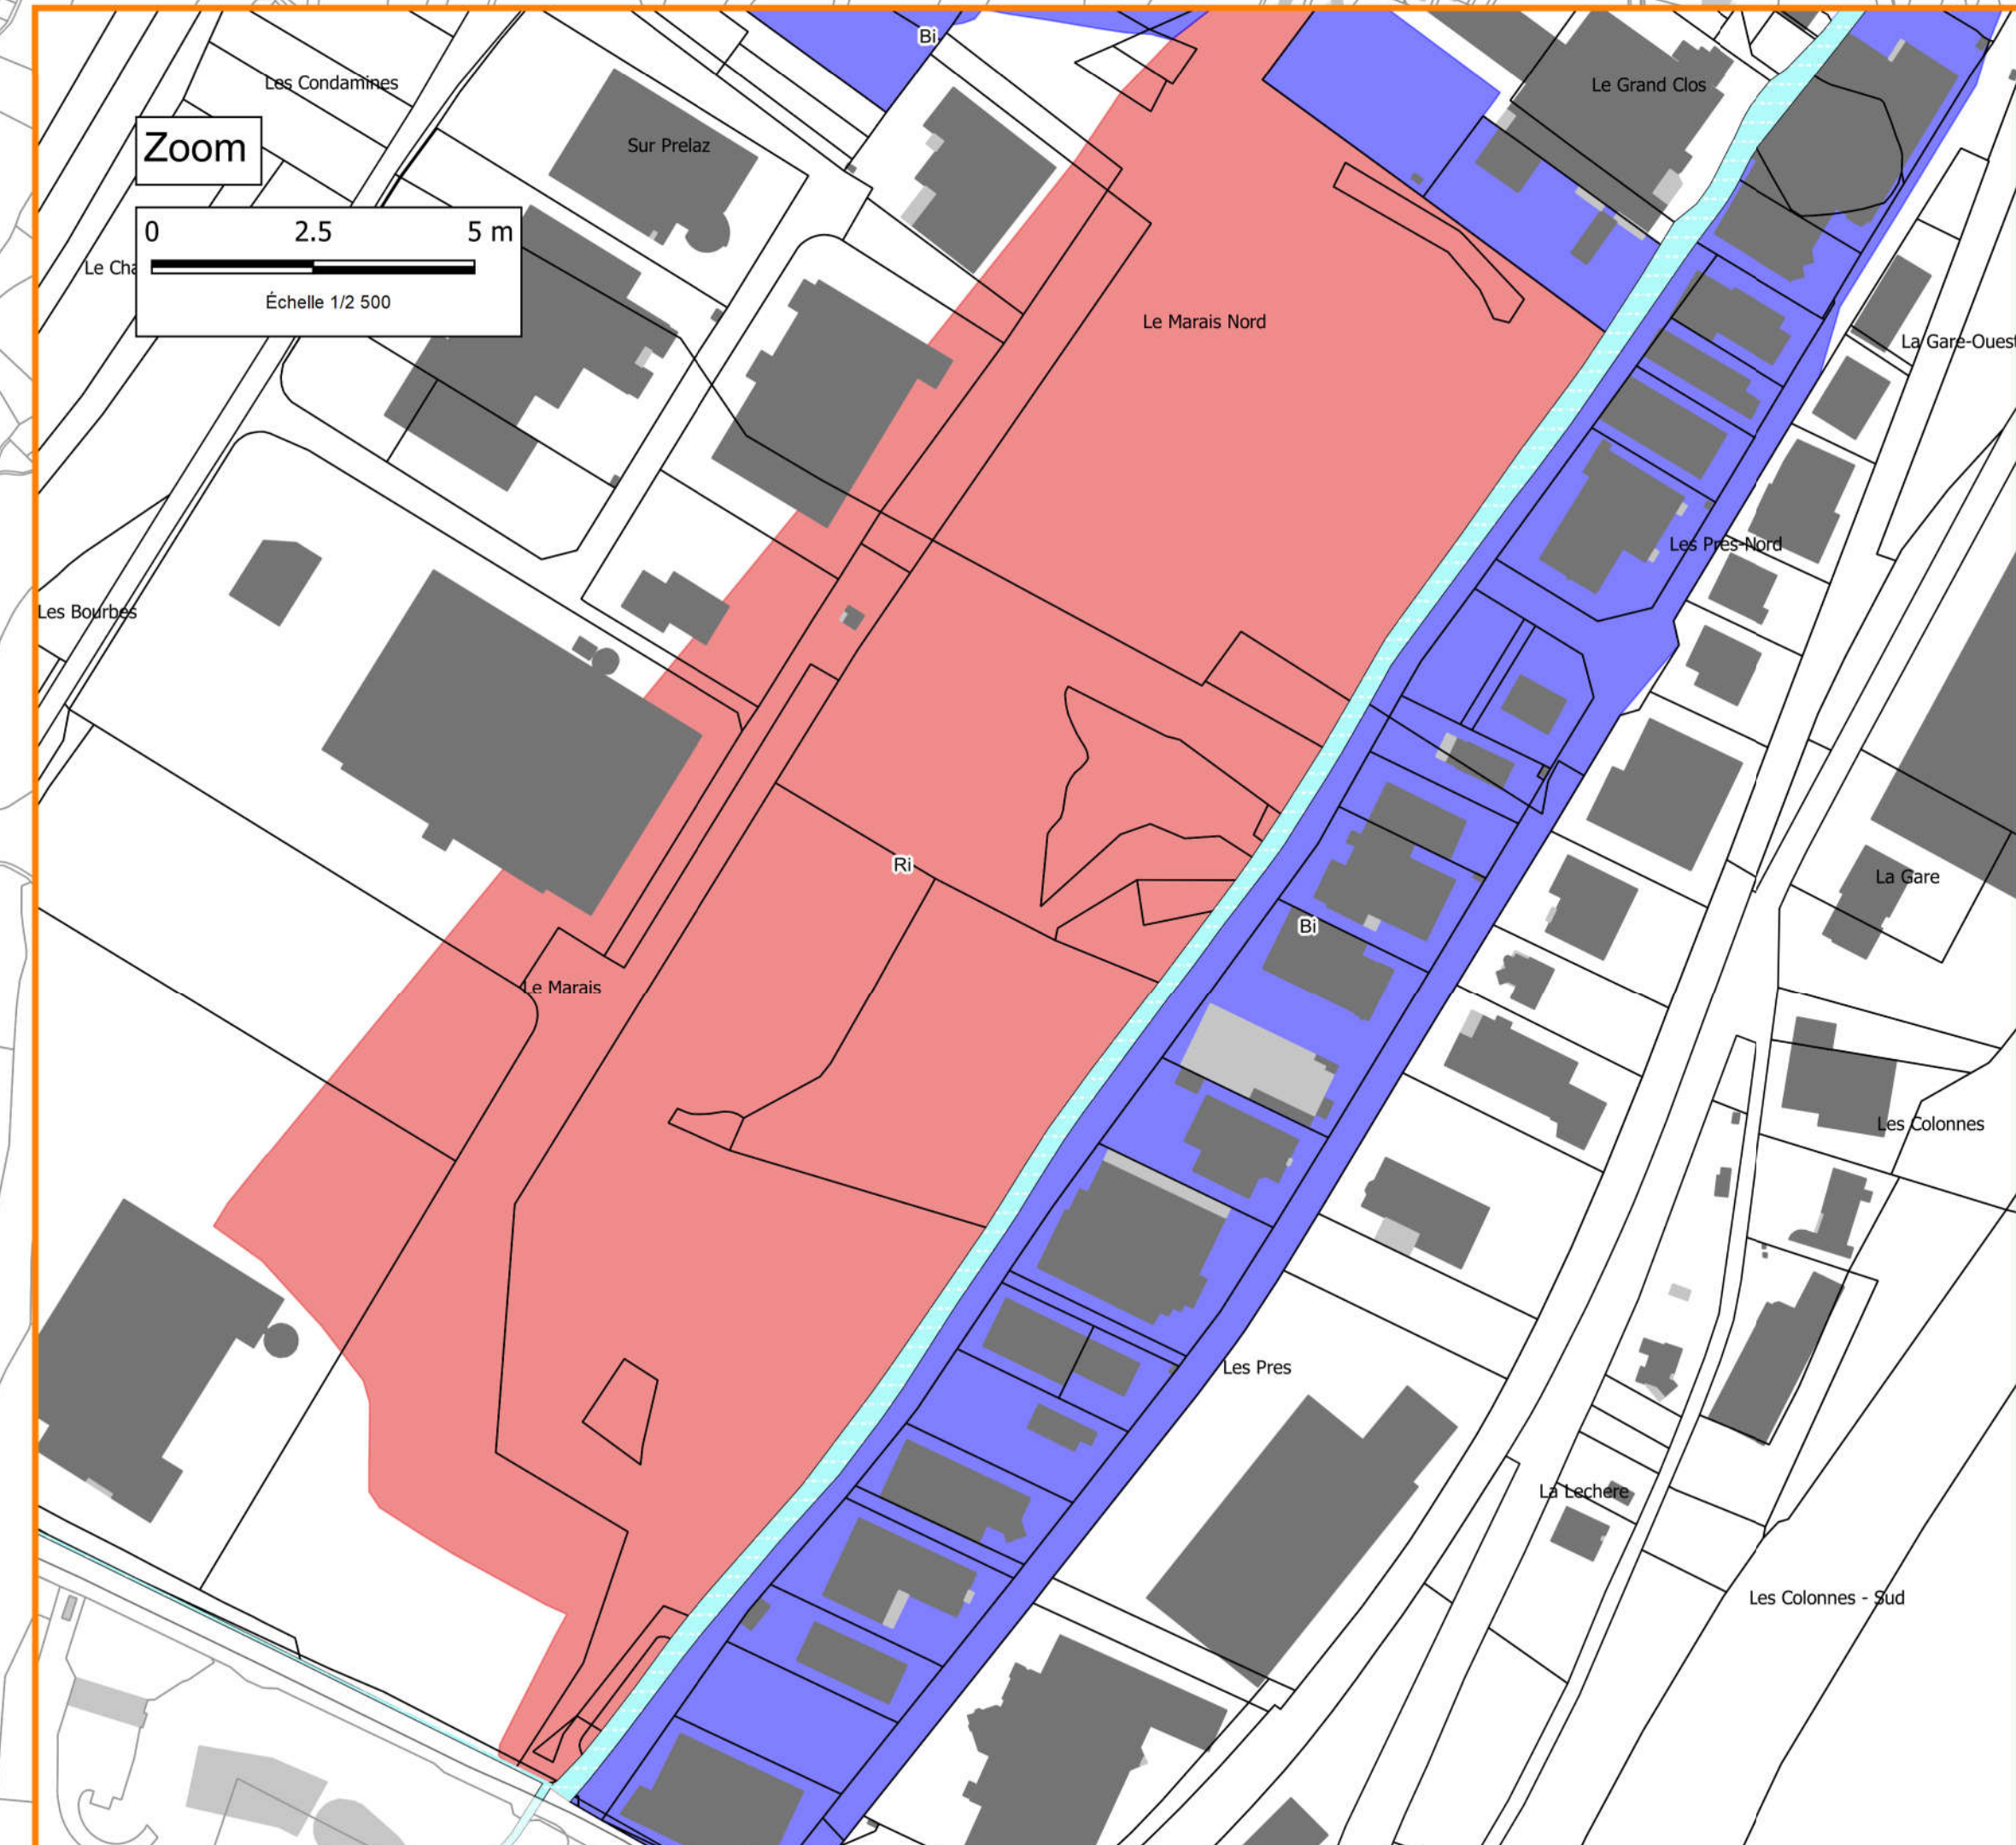 Bi
Les Condamines
Le Grand Clos
Zoom
Sur Prelaz
0 2.5 5 m
Le Cha
Échelle 1/2 500
Le Marais Nord
La Gare-Ouest
Les Pres-Nord
Les Bourbes
Ri
La Gare
Bi
Le Marais
Les Colonnes
Les Pres
La Lechere
Les Colonnes - Sud